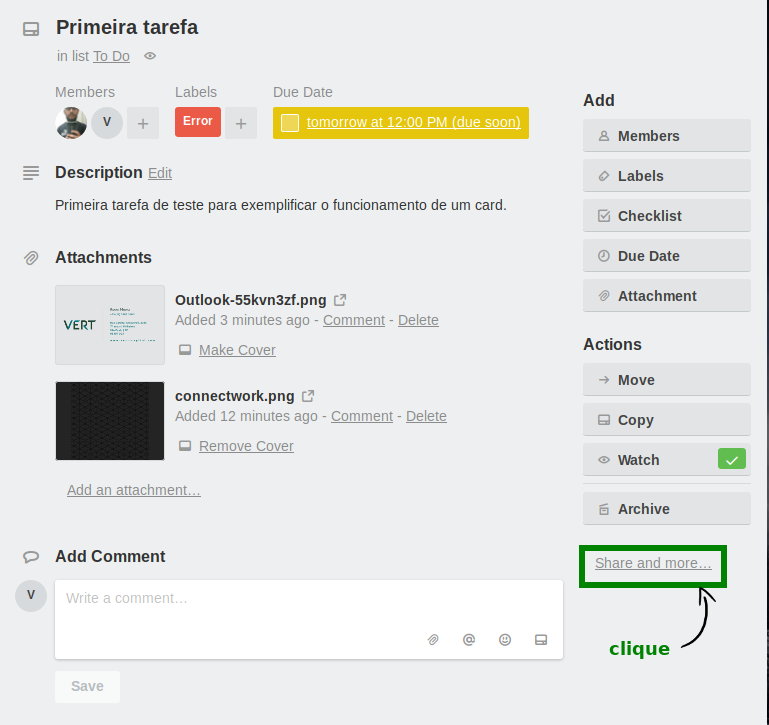 Primeira tarefa
in list To Do
Members
Labels
Due Date
V
+
Error
+
tomorrow at 12:00 PM (due soon)
Description Edit
Primeira tarefa de teste para exemplificar o funcionamento de um card.
Attachments
VERT
Outlook-55kvn3zf.png
Added 3 minutes ago - Comment - Delete
Make Cover
connectwork.png
Added 12 minutes ago - Comment - Delete
Remove Cover
Add an attachment…
Add Comment
V
Write a comment…
@
Save
Add
Members
Labels
Checklist
Due Date
Attachment
Actions
Move
Copy
Watch
Archive
Share and more…
clique